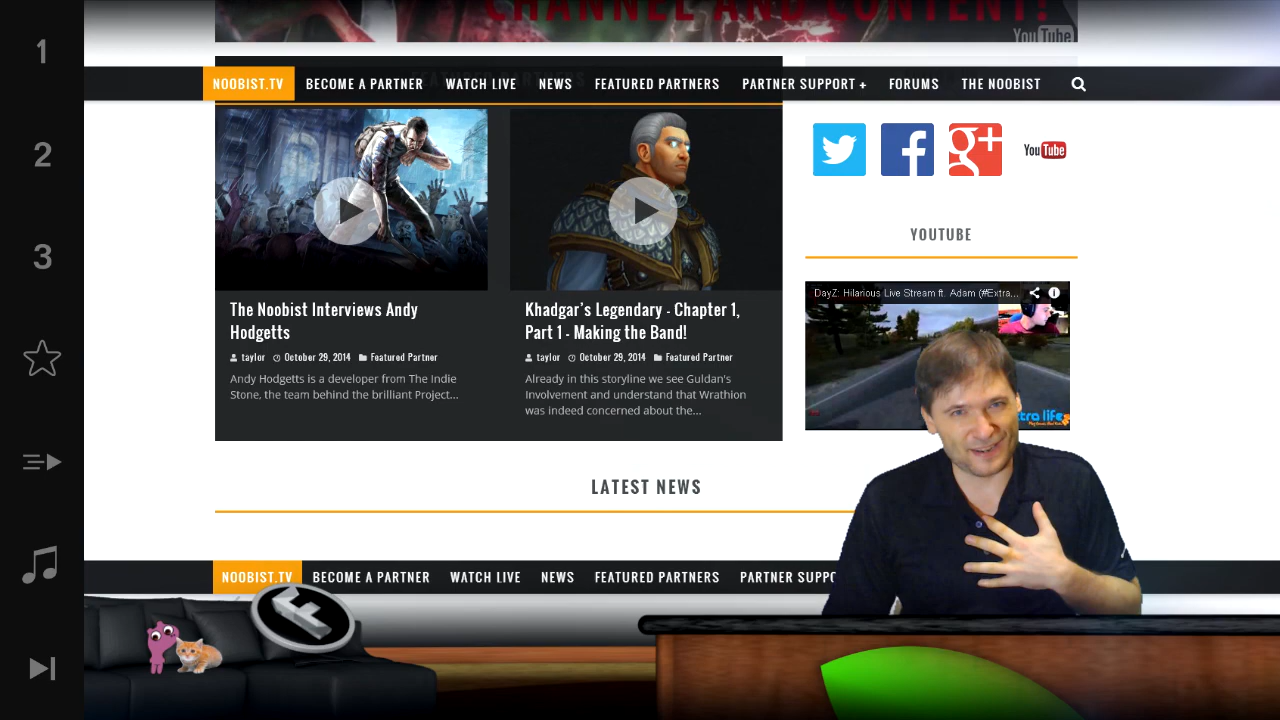 CHANNEL AND CONTENT!
YouTube
1
2
3
NOOBIST.TV BECOME A PARTNER WATCH LIVE NEWS FEATURED PARTNERS PARTNER SUPPORT + FORUMS THE NOOBIST
g+
YouTube
YOUTUBE
DayZ: Hilarious Live Stream ft. Adam (#Extra...
The Noobist Interviews Andy
Hodgetts
taylor October 29, 2014 Featured Partner
Andy Hodgetts is a developer from The Indie
Stone, the team behind the brilliant Project...
Khadgar's Legendary - Chapter 1,
Part 1 - Making the Band!
taylor October 29, 2014 Featured Partner
Already in this storyline we see Guldan's
Involvement and understand that Wrathion
was indeed concerned about the...
tra life
LATEST NEWS
NOOBIST.TV BECOME A PARTNER WATCH LIVE NEWS FEATURED PARTNERS PARTNER SUPPO